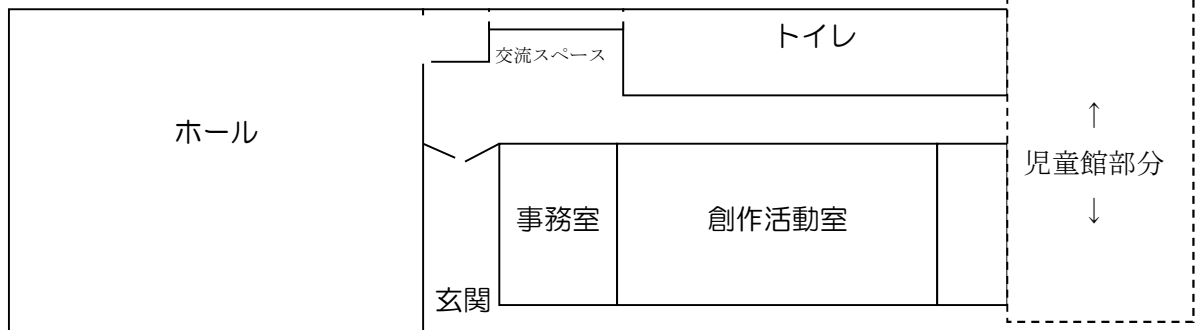 トイレ
交流スペース
ホール
↑
児童館部分
↓
事務室
創作活動室
玄関